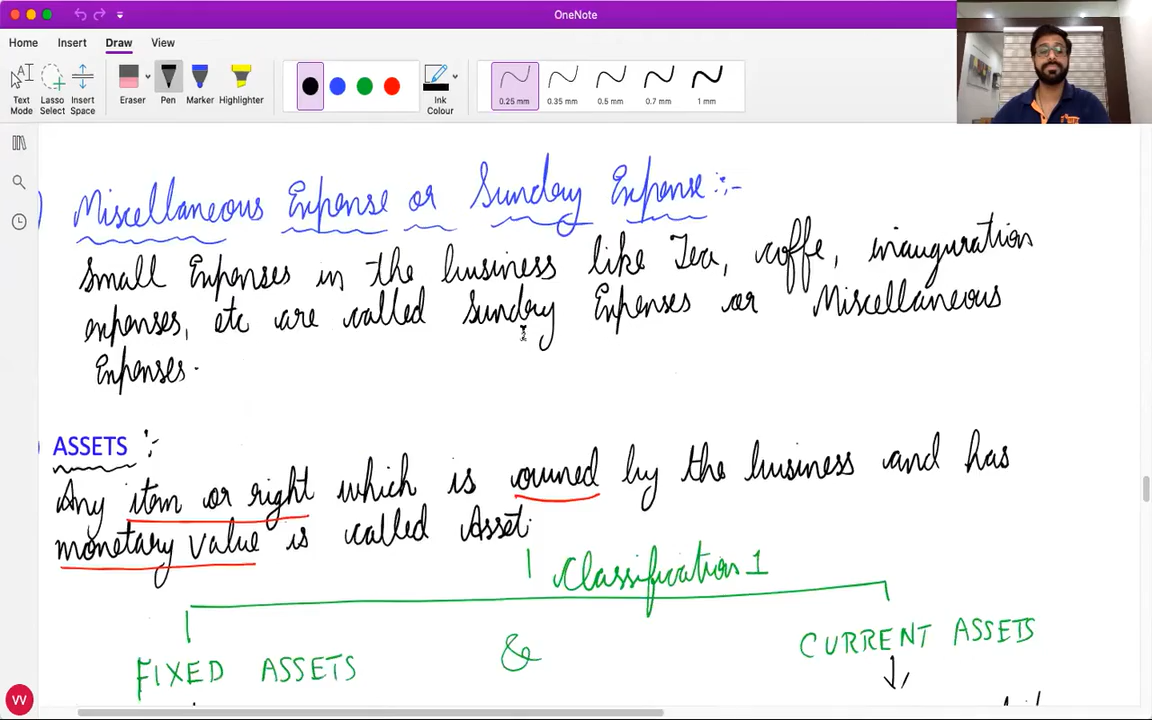 OneNote
Home Insert Draw View
Text Mode
Lasso Select
Insert Space
Eraser
Pen
Marker
Highlighter
Ink Colour
0.25 mm
0.35 mm
0.5 mm
0.7 mm
1 mm
Miscellaneous Expense or Sunday Expense :-
Small Expenses in the business like Tea, coffe, inauguration
expenses, etc are called Sundry Expenses or Miscellaneous
Expenses.
ASSETS :-
Any item or right which is owned by the business and has
monetary value is called Asset.
Classification 1
FIXED ASSETS & CURRENT ASSETS
VV